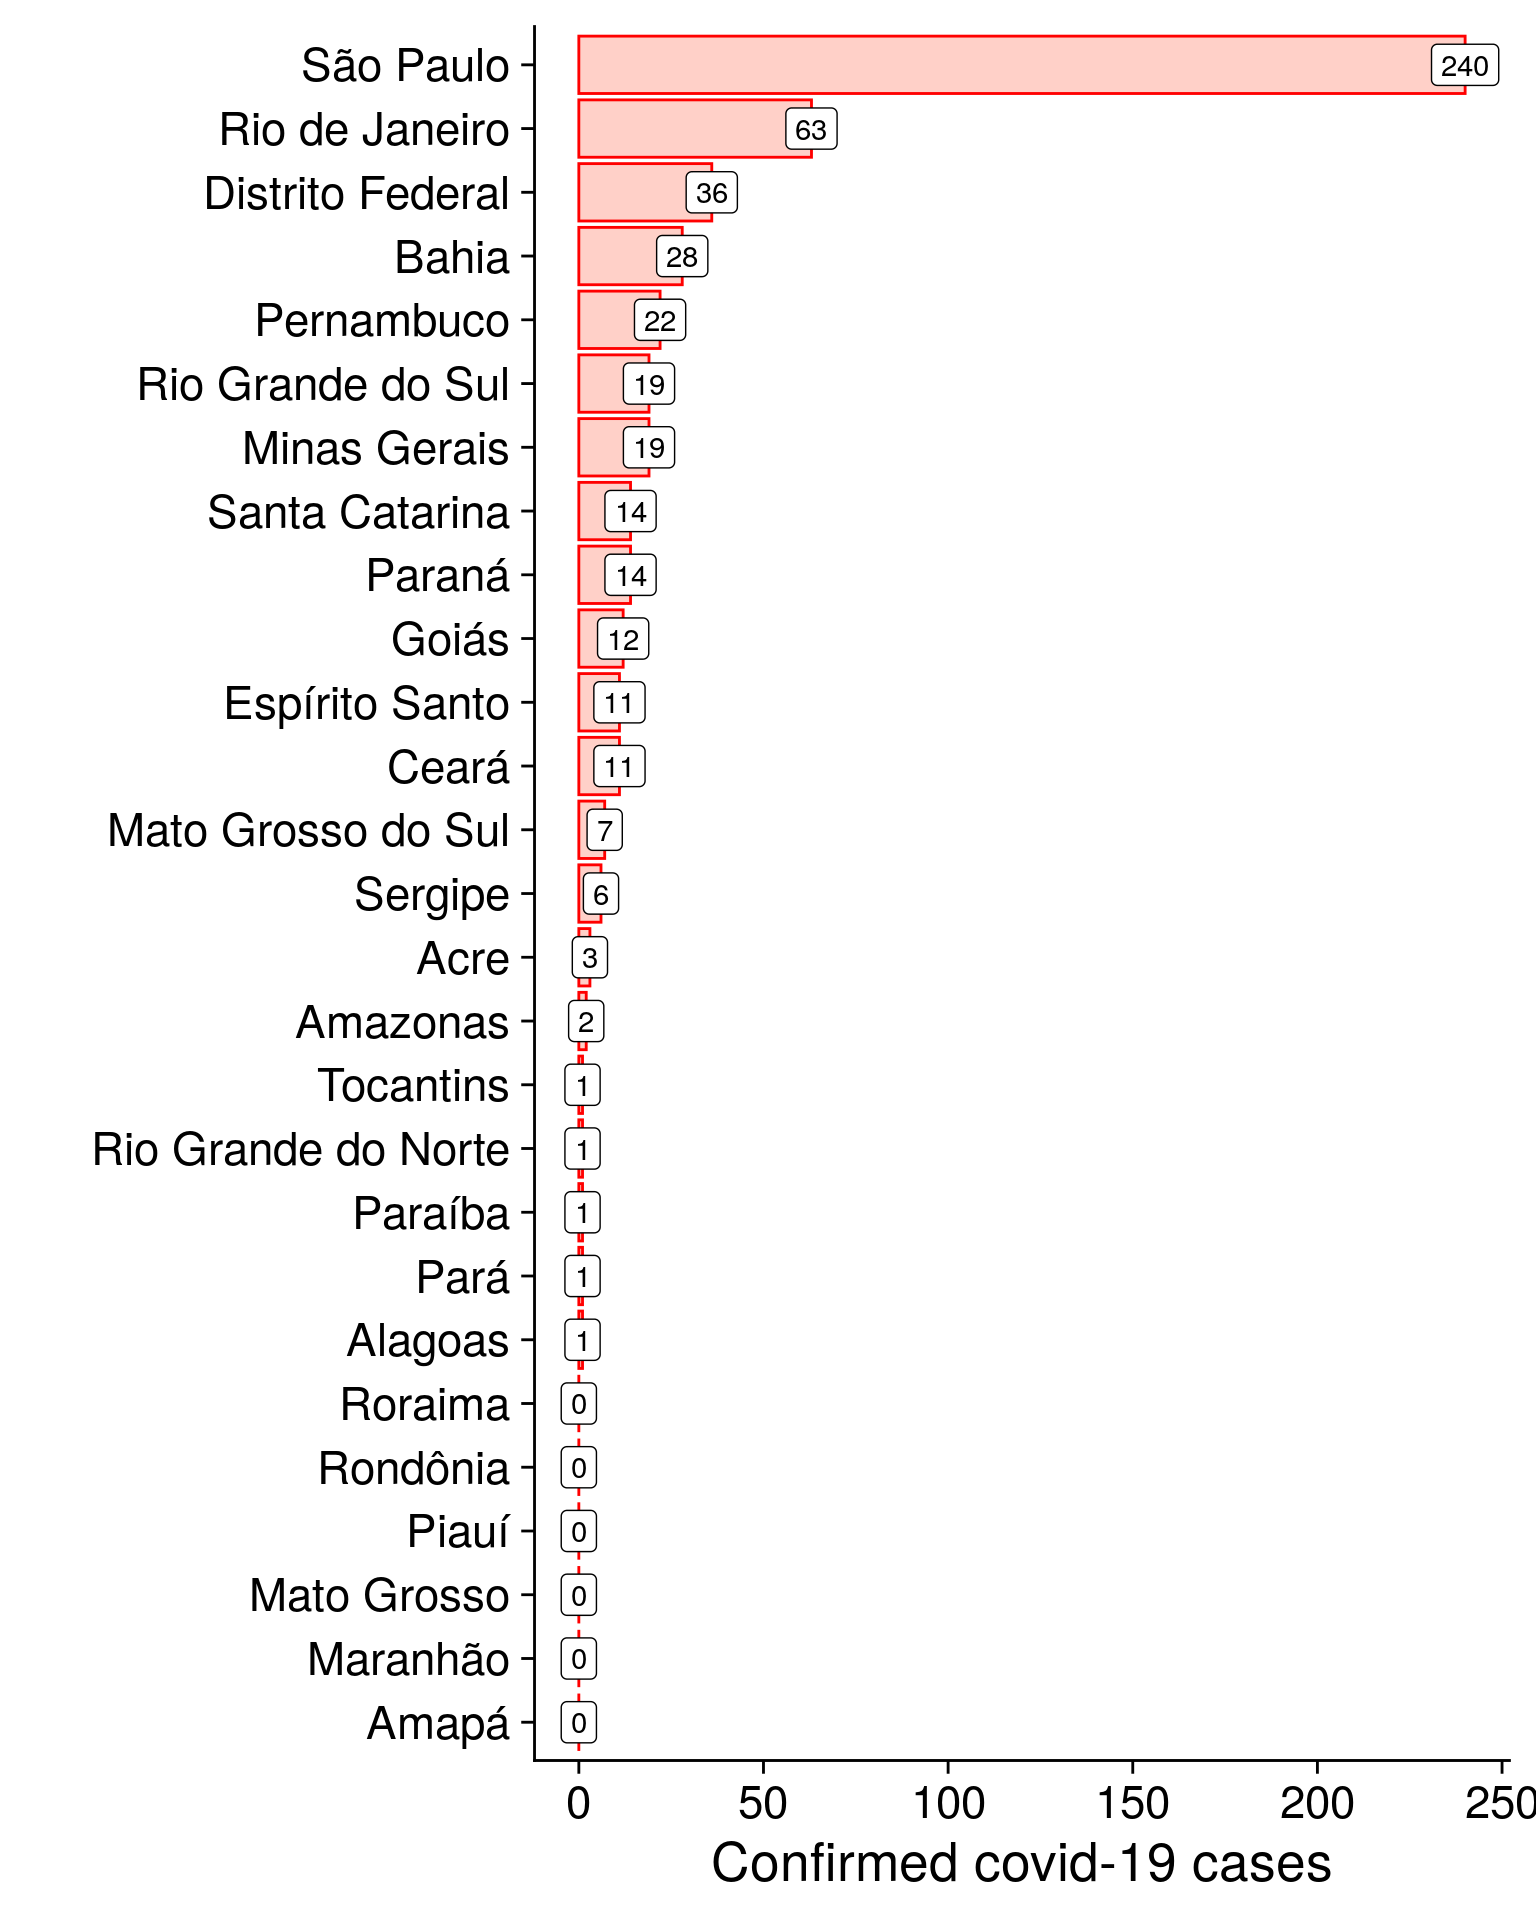 São Paulo 240
Rio de Janeiro 63
Distrito Federal 36
Bahia 28
Pernambuco 22
Rio Grande do Sul 19
Minas Gerais 19
Santa Catarina 14
Paraná 14
Goiás 12
Espírito Santo 11
Ceará 11
Mato Grosso do Sul 7
Sergipe 6
Acre 3
Amazonas 2
Tocantins 1
Rio Grande do Norte 1
Paraíba 1
Pará 1
Alagoas 1
Roraima 0
Rondônia 0
Piauí 0
Mato Grosso 0
Maranhão 0
Amapá 0
0 50 100 150 200 250
Confirmed covid-19 cases